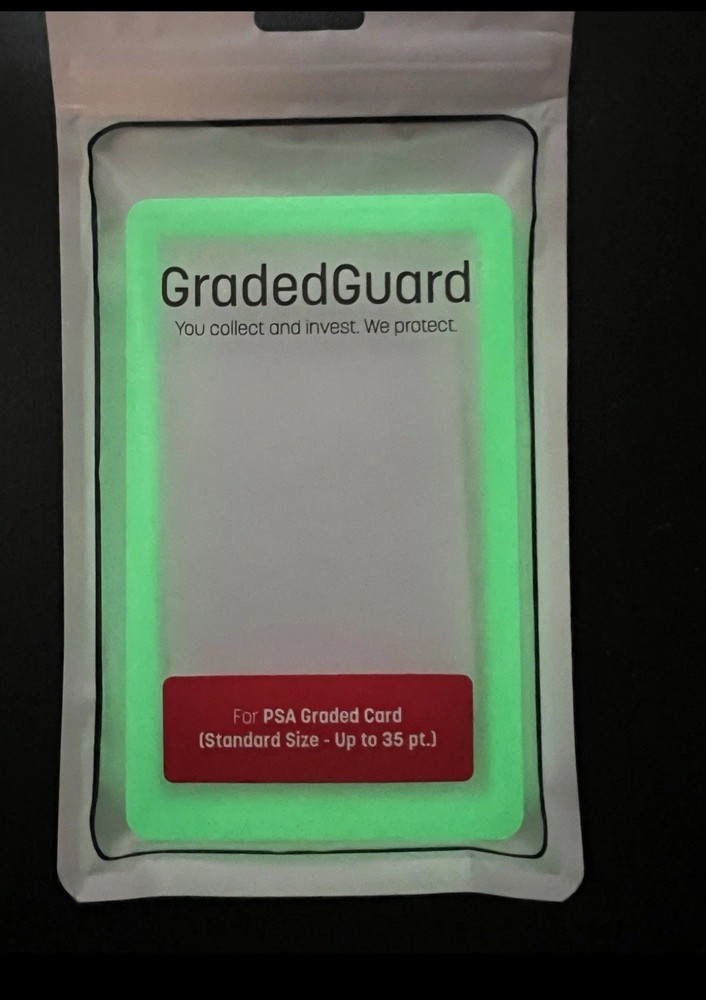 GradedGuard
You collect and invest. We protect.
For PSA Graded Card
(Standard Size - Up to 35 pt.)